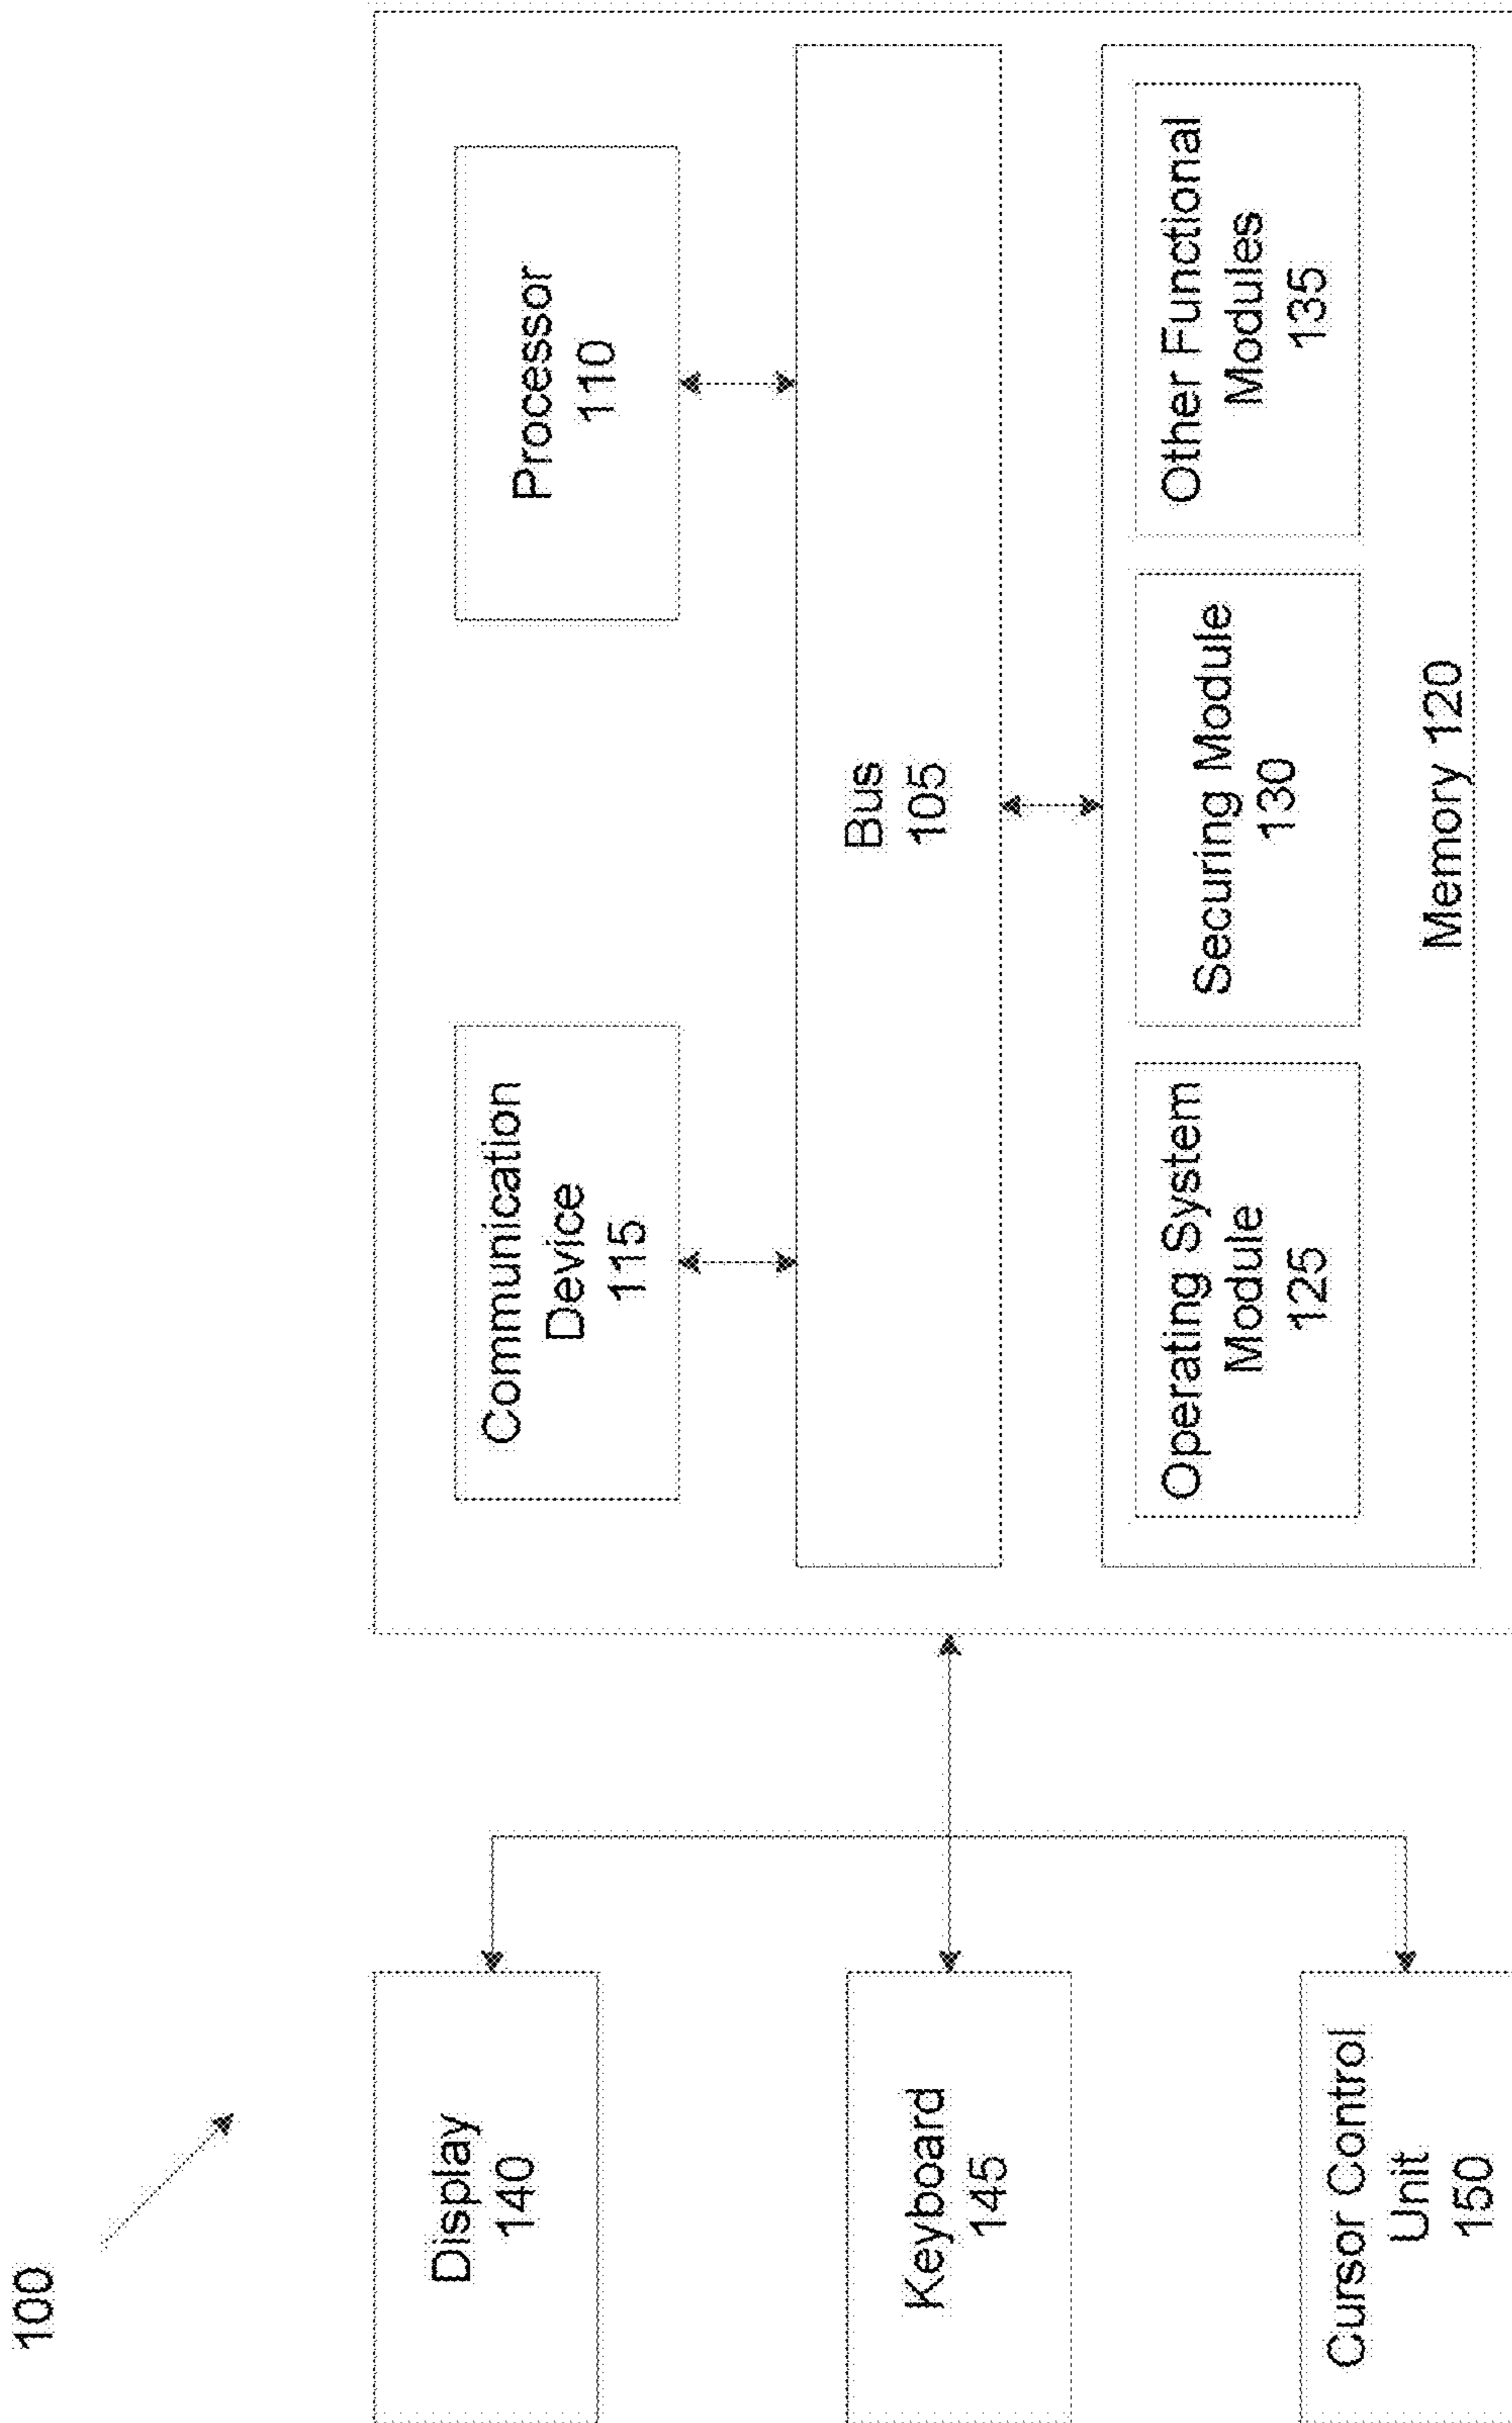 100
Display
140
Keyboard
145
Cursor Control
Unit
150
Communication
Device
115
Processor
110
Bus
105
Operating System
Module
125
Securing Module
130
Other Functional
Modules
135
Memory 120